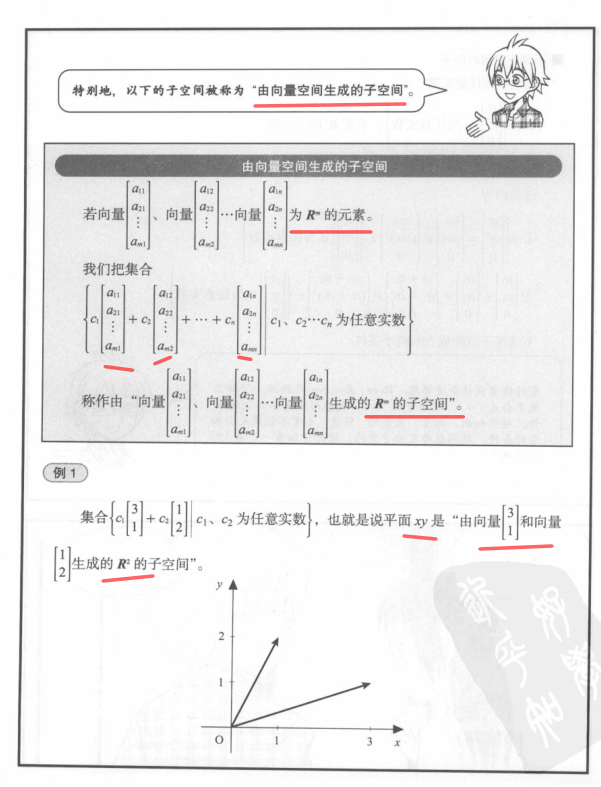 特别地，以下的子空间被称为“由向量空间生成的子空间”。
由向量空间生成的子空间
若向量[a₁₁ a₂₁ ⋮ aₘ₁]、向量[a₁₂ a₂₂ ⋮ aₘ₂]…向量[a₁ₙ a₂ₙ ⋮ aₘₙ]为 Rᵐ 的元素。
我们把集合
{c₁[a₁₁ a₂₁ ⋮ aₘ₁] + c₂[a₁₂ a₂₂ ⋮ aₘ₂] + ⋯ + cₙ[a₁ₙ a₂ₙ ⋮ aₘₙ] | c₁、c₂⋯cₙ 为任意实数}
称作由“向量[a₁₁ a₂₁ ⋮ aₘ₁]、向量[a₁₂ a₂₂ ⋮ aₘ₂]…向量[a₁ₙ a₂ₙ ⋮ aₘₙ]生成的 Rᵐ 的子空间”。
例 1
集合{c₁[3 1] + c₂[1 2] | c₁、c₂ 为任意实数}，也就是说平面 xy 是“由向量[3 1]和向量
[1 2]生成的 R² 的子空间”。
y
2
1
O 1 3 x